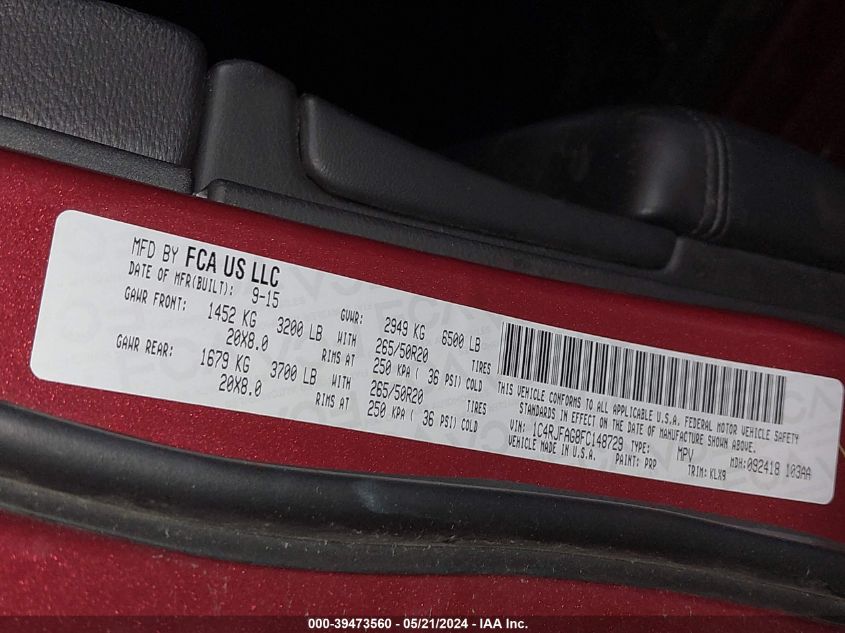 MFD BY FCA US LLC
DATE OF MFR(BUILT): 9-15
GVWR: 2949 KG 6500 LB
GAWR FRONT: 1452 KG 3200 LB WITH 265/50R20 TIRES
20X8.0 RIMS AT 250 KPA ( 36 PSI) COLD
GAWR REAR: 1679 KG 3700 LB WITH 265/50R20 TIRES
20X8.0 RIMS AT 250 KPA ( 36 PSI) COLD
THIS VEHICLE CONFORMS TO ALL APPLICABLE U.S.A. FEDERAL MOTOR VEHICLE SAFETY
STANDARDS IN EFFECT ON THE DATE OF MANUFACTURE SHOWN ABOVE.
VIN: 1C4RJFAG8FC148729 TYPE: MPV MDH:092418 103AA
VEHICLE MADE IN U.S.A. PAINT: PRP TRIM: KLX9
000-39473560 - 05/21/2024 - IAA Inc.